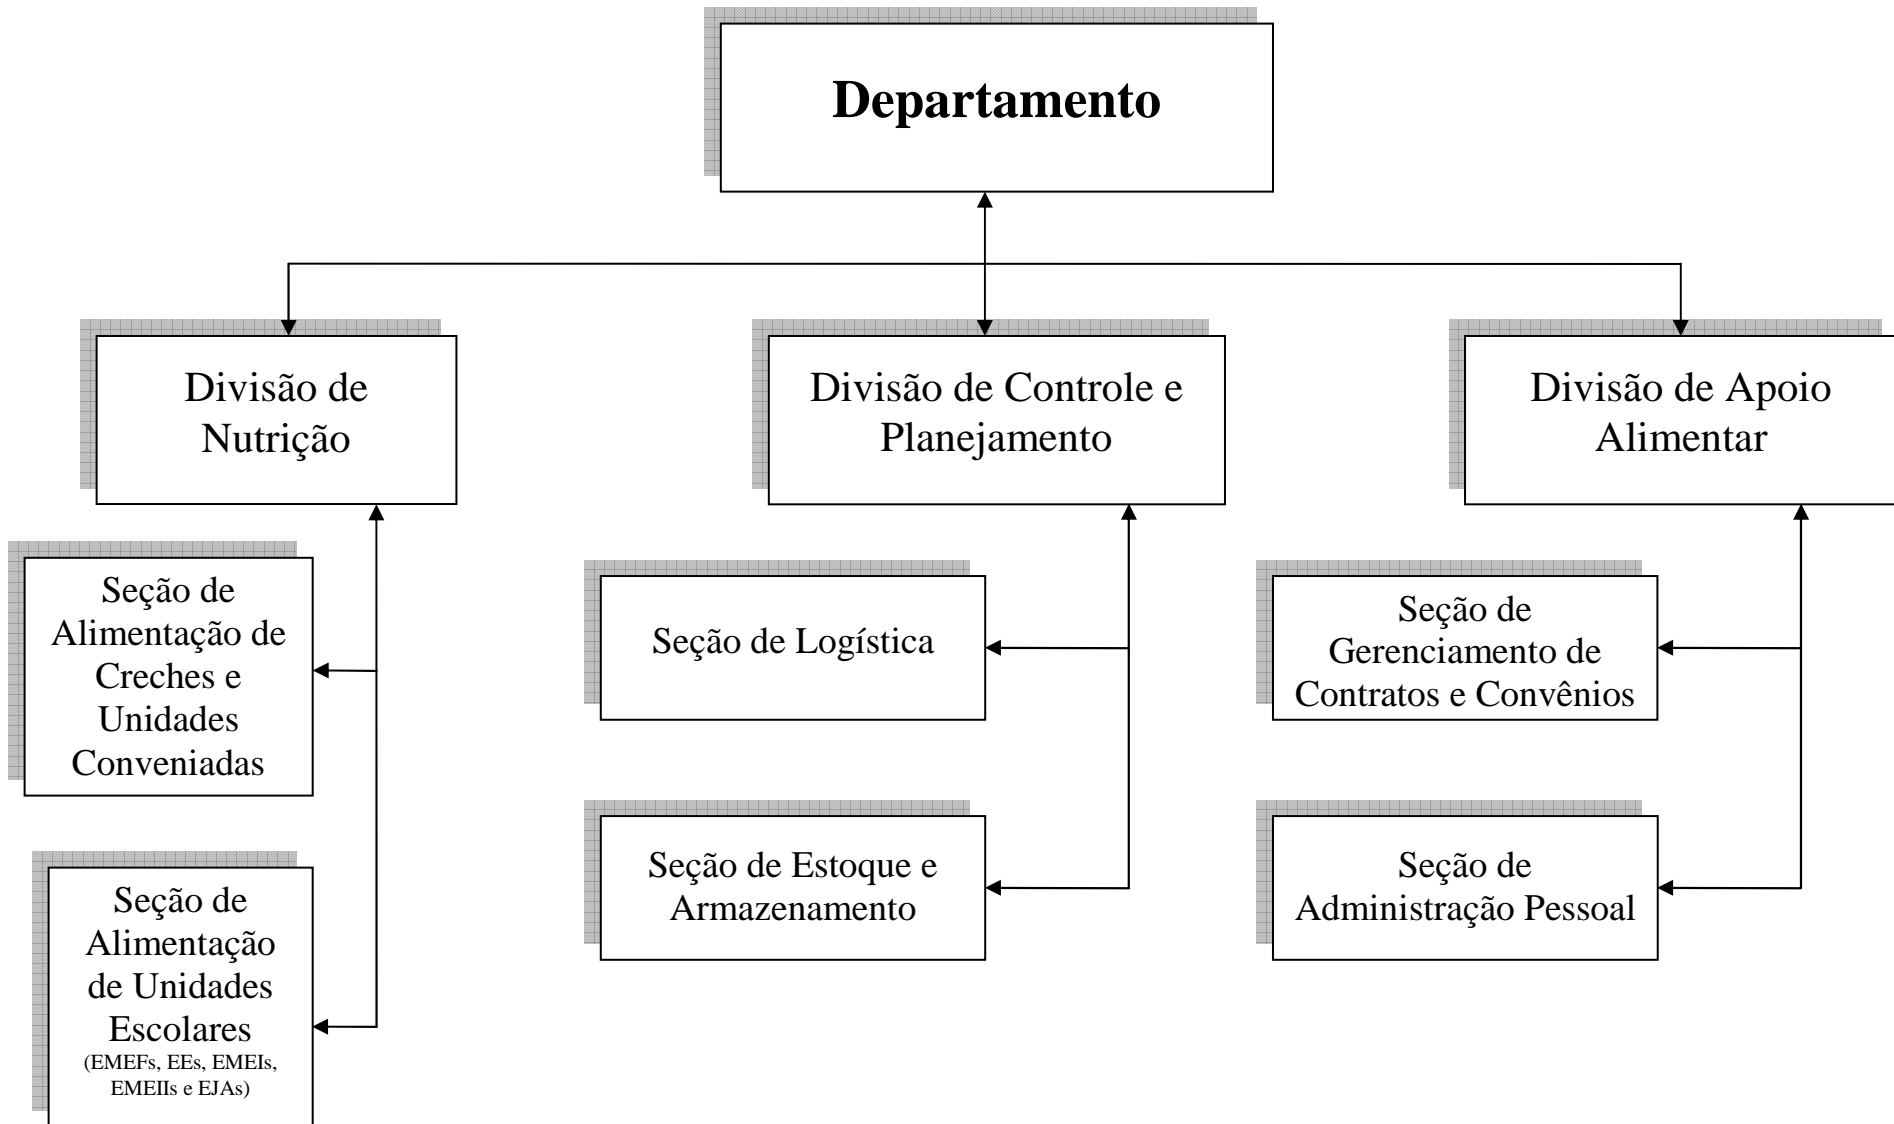 Departamento
Divisão de
Nutrição
Divisão de Controle e
Planejamento
Divisão de Apoio
Alimentar
Seção de
Alimentação de
Creches e
Unidades
Conveniadas
Seção de Logística
Seção de
Gerenciamento de
Contratos e Convênios
Seção de
Alimentação
de Unidades
Escolares
(EMEFs, EEs, EMEIs,
EMEIIs e EJAs)
Seção de Estoque e
Armazenamento
Seção de
Administração Pessoal